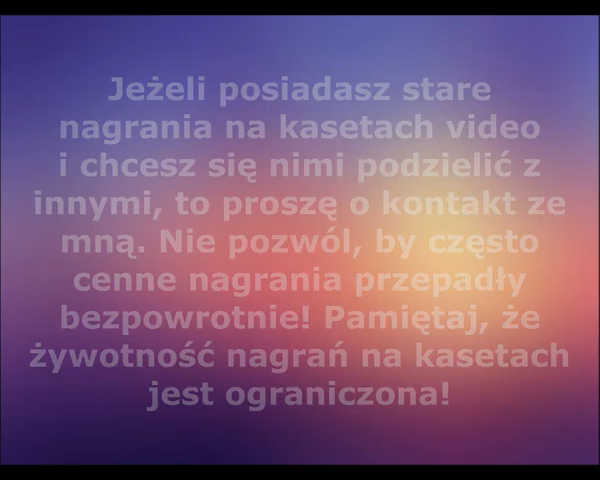 Jeżeli posiadasz stare
nagrania na kasetach video
i chcesz się nimi podzielić z
innymi, to proszę o kontakt ze
mną. Nie pozwól, by często
cenne nagrania przepadły
bezpowrotnie! Pamiętaj, że
żywotność nagrań na kasetach
jest ograniczona!